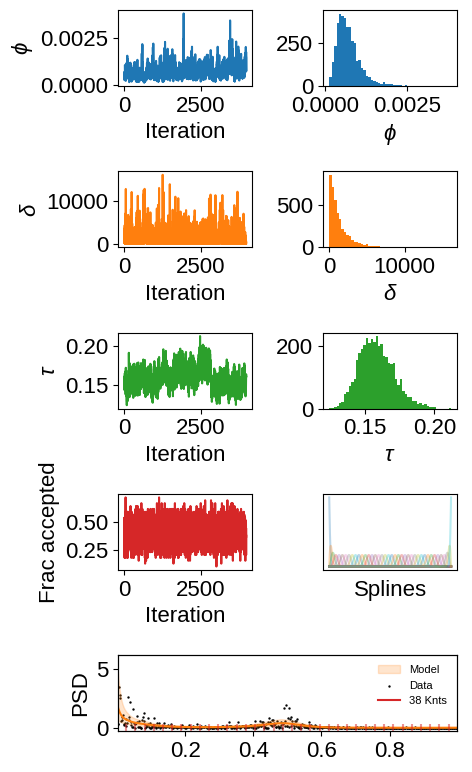 ϕ
0.0025
0.0000
0
2500
Iteration
250
0
0.0000
0.0025
ϕ
δ
10000
0
0
2500
Iteration
500
0
0
10000
δ
τ
0.20
0.15
0
2500
Iteration
200
0
0.15
0.20
τ
Frac accepted
0.50
0.25
0
2500
Iteration
Splines
PSD
5
0
Model
Data
38 Knts
0.2
0.4
0.6
0.8